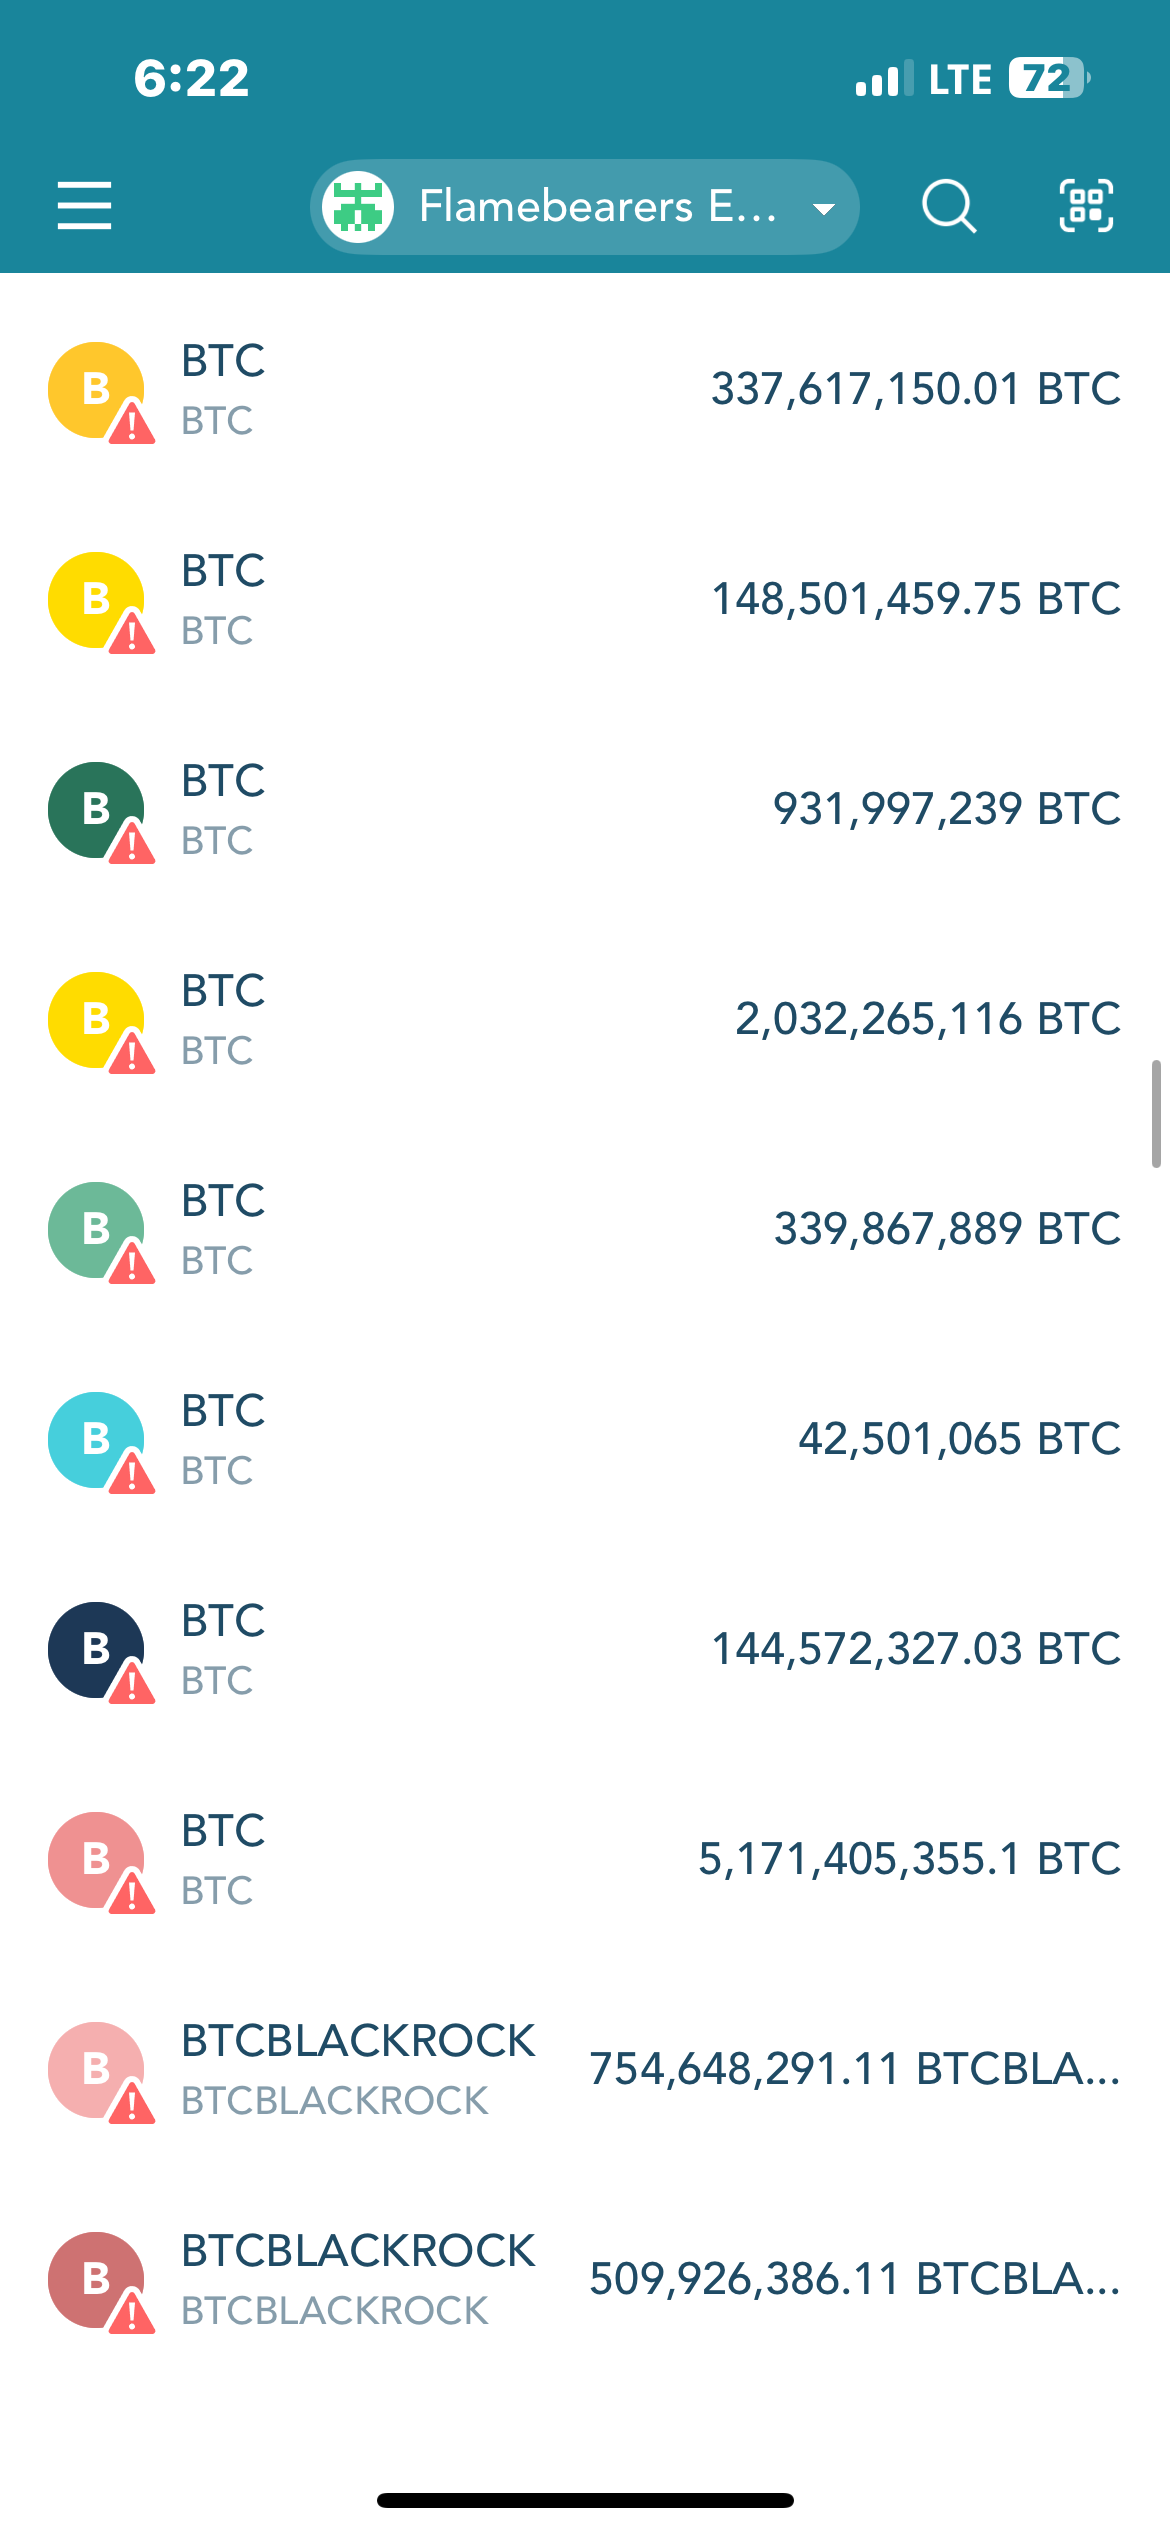 6:22
LTE 72
Flamebearers E...
B
BTC
BTC
337,617,150.01 BTC
B
BTC
BTC
148,501,459.75 BTC
B
BTC
BTC
931,997,239 BTC
B
BTC
BTC
2,032,265,116 BTC
B
BTC
BTC
339,867,889 BTC
B
BTC
BTC
42,501,065 BTC
B
BTC
BTC
144,572,327.03 BTC
B
BTC
BTC
5,171,405,355.1 BTC
B
BTCBLACKROCK
BTCBLACKROCK
754,648,291.11 BTCBLA...
B
BTCBLACKROCK
BTCBLACKROCK
509,926,386.11 BTCBLA...